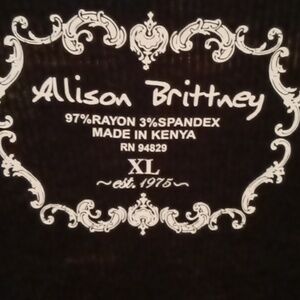 Allison Brittney
97%RAYON 3%SPANDEX
MADE IN KENYA
RN 94829
XL
~est. 1975~